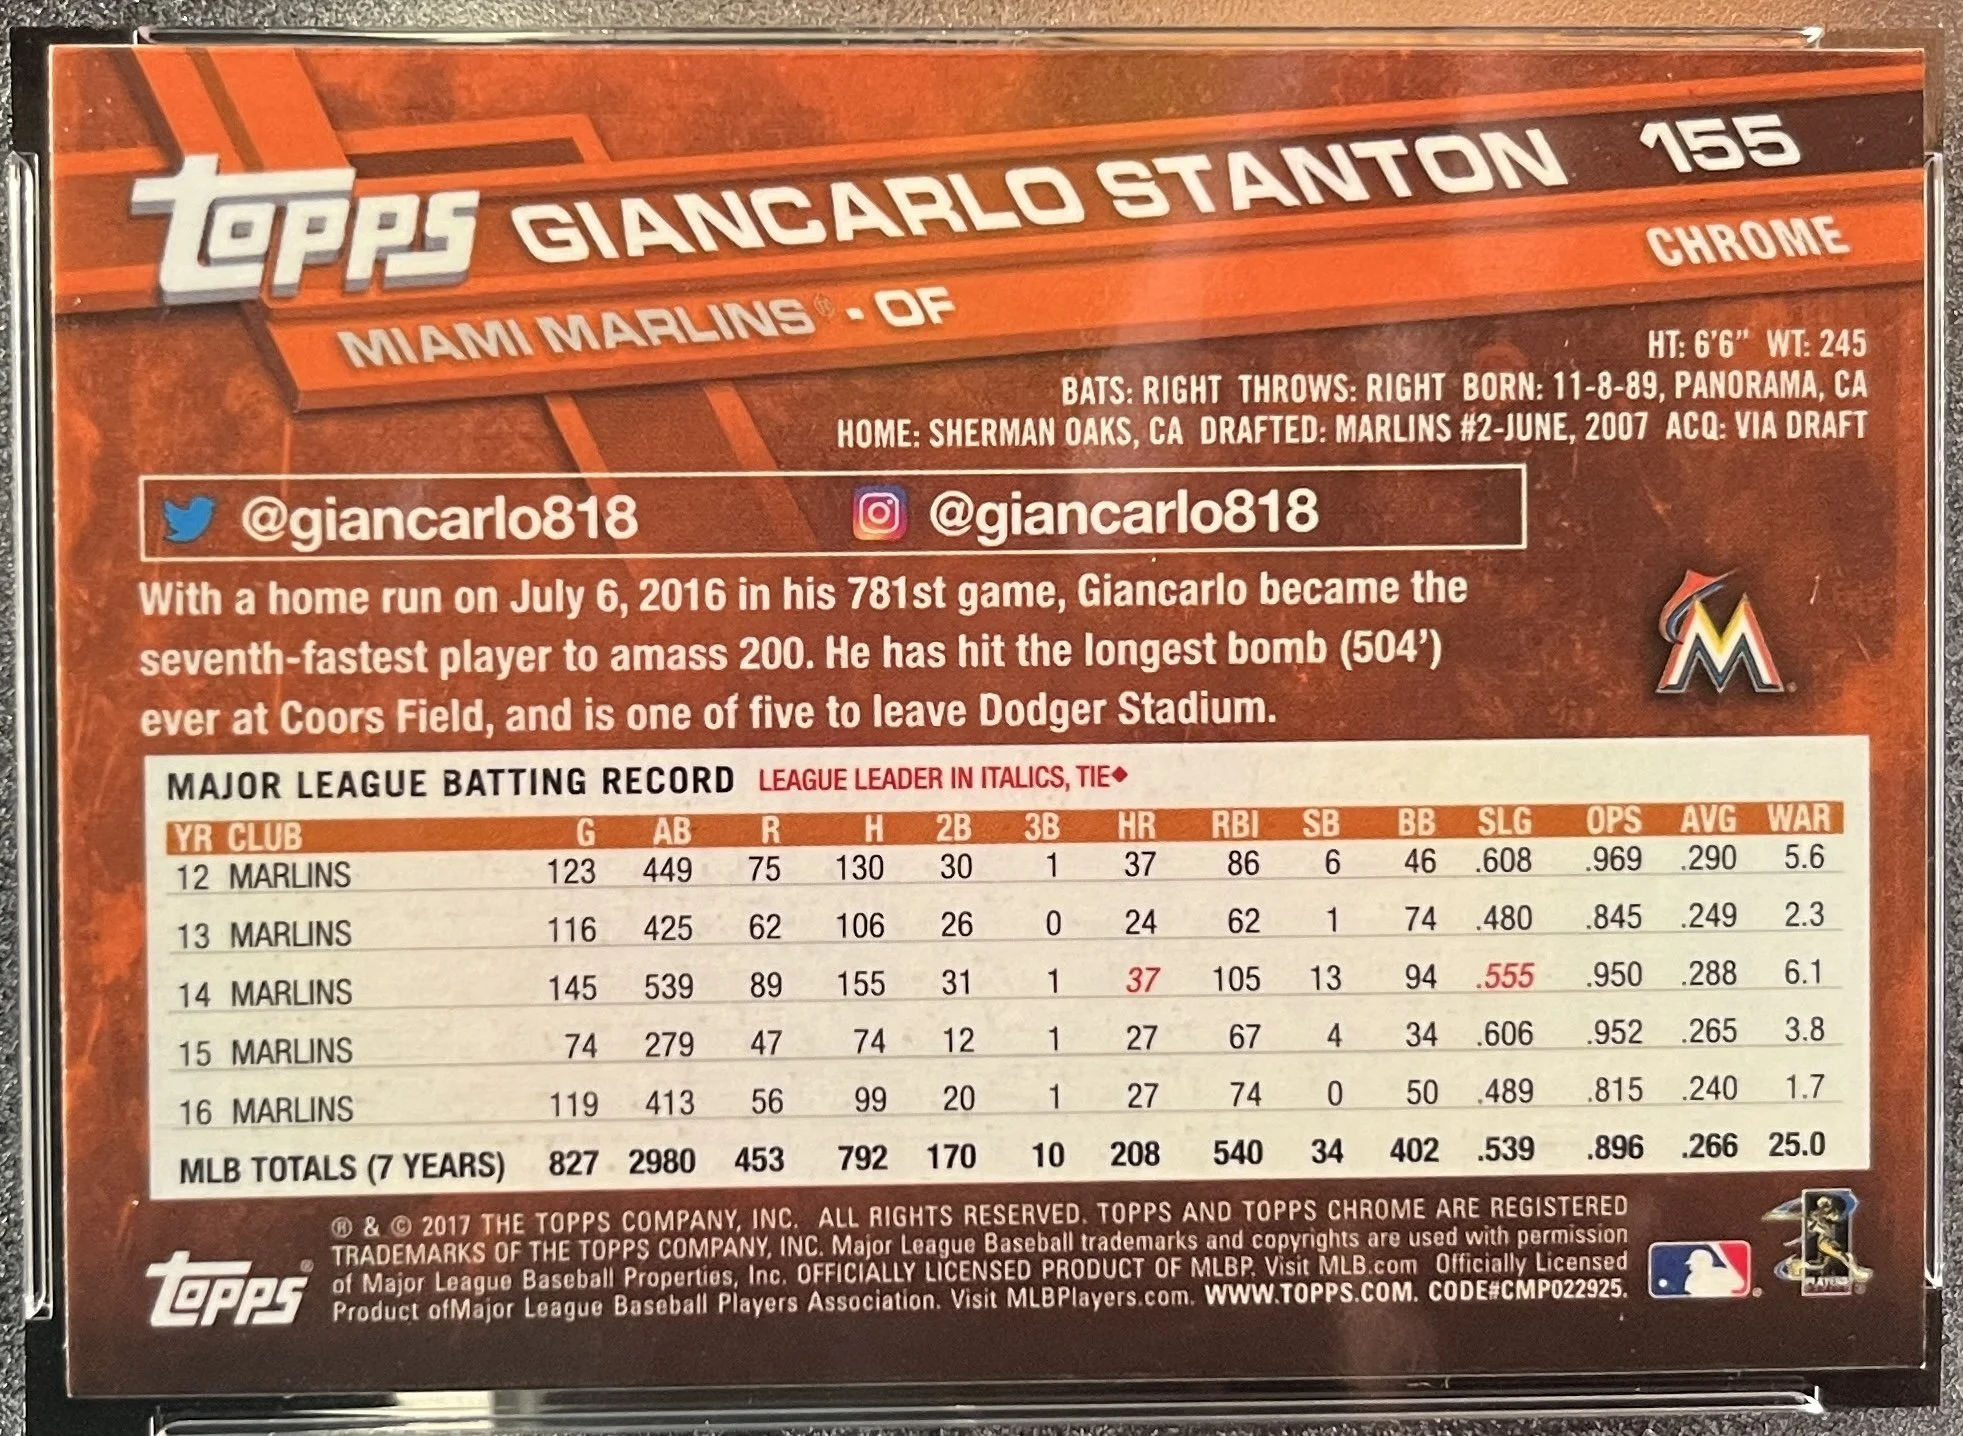 topps GIANCARLO STANTON 155
CHROME
MIAMI MARLINS® - OF
HT: 6'6" WT: 245
BATS: RIGHT THROWS: RIGHT BORN: 11-8-89, PANORAMA, CA
HOME: SHERMAN OAKS, CA DRAFTED: MARLINS #2-JUNE, 2007 ACQ: VIA DRAFT
@giancarlo818 @giancarlo818
With a home run on July 6, 2016 in his 781st game, Giancarlo became the
seventh-fastest player to amass 200. He has hit the longest bomb (504')
ever at Coors Field, and is one of five to leave Dodger Stadium.
M
MAJOR LEAGUE BATTING RECORD LEAGUE LEADER IN ITALICS, TIE◆
YR CLUB G AB R H 2B 3B HR RBI SB BB SLG OPS AVG WAR
12 MARLINS 123 449 75 130 30 1 37 86 6 46 .608 .969 .290 5.6
13 MARLINS 116 425 62 106 26 0 24 62 1 74 .480 .845 .249 2.3
14 MARLINS 145 539 89 155 31 1 37 105 13 94 .555 .950 .288 6.1
15 MARLINS 74 279 47 74 12 1 27 67 4 34 .606 .952 .265 3.8
16 MARLINS 119 413 56 99 20 1 27 74 0 50 .489 .815 .240 1.7
MLB TOTALS (7 YEARS) 827 2980 453 792 170 10 208 540 34 402 .539 .896 .266 25.0
® & © 2017 THE TOPPS COMPANY, INC. ALL RIGHTS RESERVED. TOPPS AND TOPPS CHROME ARE REGISTERED
TRADEMARKS OF THE TOPPS COMPANY, INC. Major League Baseball trademarks and copyrights are used with permission
of Major League Baseball Properties, Inc. OFFICIALLY LICENSED PRODUCT OF MLBP. Visit MLB.com Officially Licensed
Product ofMajor League Baseball Players Association. Visit MLBPlayers.com. WWW.TOPPS.COM. CODE#CMP022925.
topps®
PLAYERS